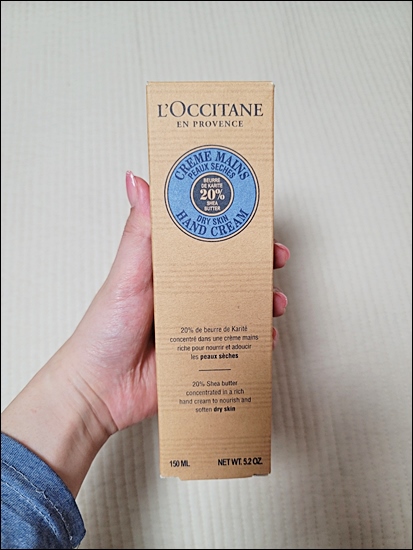 L'OCCITANE
EN PROVENCE
CRÈME MAINS
PEAUX SÈCHES
BEURRE
DE KARITÉ
20%
SHEA
BUTTER
DRY SKIN
HAND CREAM
20% de beurre de Karité
concentré dans une crème mains
riche pour nourrir et adoucir
les peaux sèches
20% Shea butter
concentrated in a rich
hand cream to nourish and
soften dry skin
150 ML NET WT. 5.2 OZ.